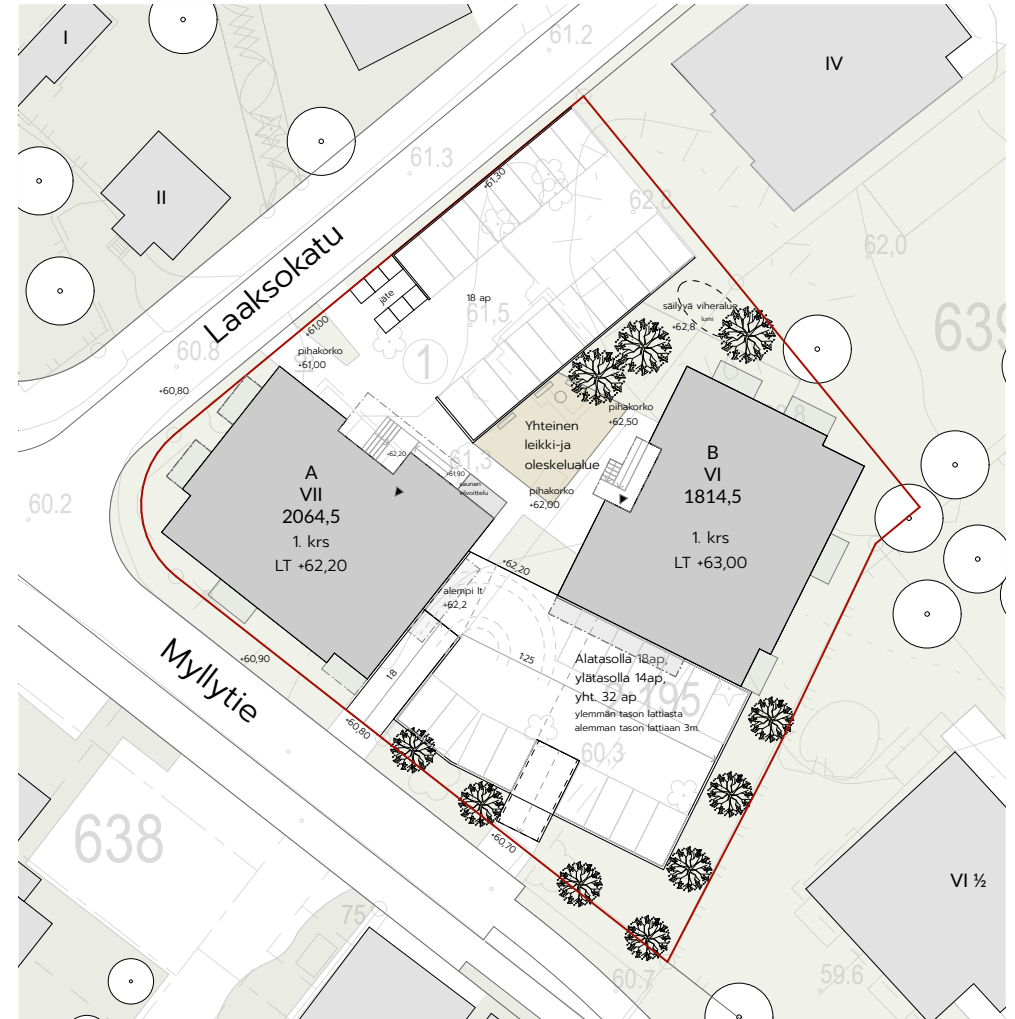 I
61.2
IV
61.3
II
+61,30
62.8
62,0
Laaksokatu
jäte
18 ap
säilyvä viheralue
lumi
+62,8
61.5
639
+61,00
60.8
pihakorko
+61,00
1
+60,80
pihakorko
+62,50
Yhteinen
leikki-ja
oleskelualue
+62,20
61,3
+61,90
saunan
B
VI
1814,5
A
VII
2064,5
pihakorko
+62,00
60.2
1. krs
LT +62,20
1. krs
LT +63,00
+62,20
alempi lt
+62,2
Myllytie
+60,90
1:8
1:25
Alatasolla 18ap,
ylätasolla 14ap,
yht. 32 ap
ylemmän tason lattiasta
alemman tason lattiaan 3m
195
+60,80
60,3
638
+60,70
VI ½
75
60.7
59.6